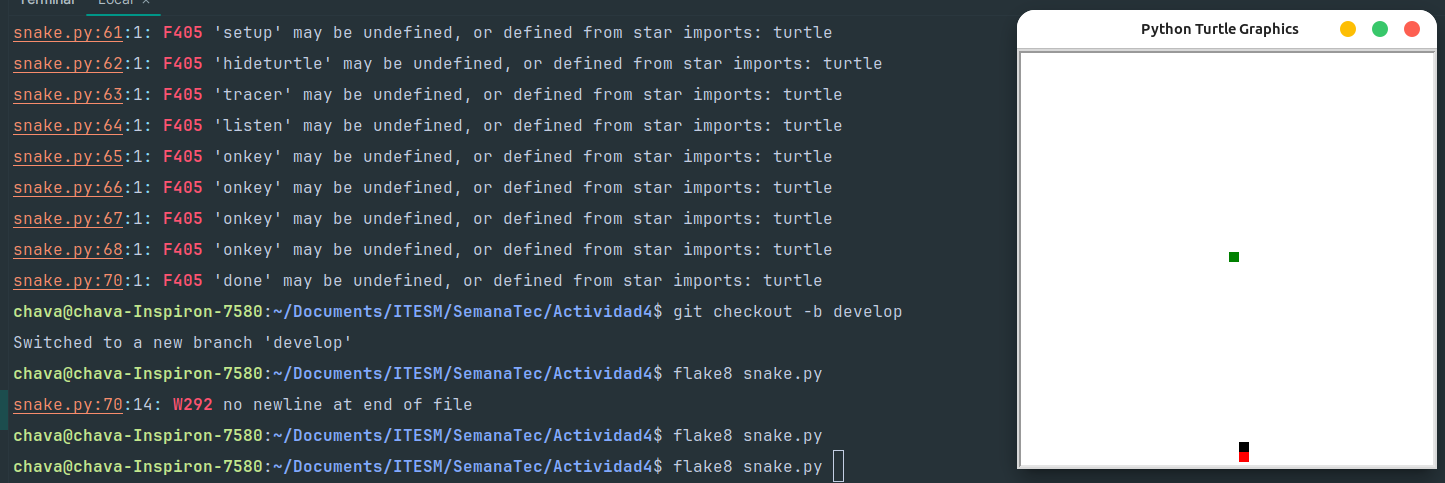 Terminal Local ×
snake.py:61:1: F405 'setup' may be undefined, or defined from star imports: turtle
snake.py:62:1: F405 'hideturtle' may be undefined, or defined from star imports: turtle
snake.py:63:1: F405 'tracer' may be undefined, or defined from star imports: turtle
snake.py:64:1: F405 'listen' may be undefined, or defined from star imports: turtle
snake.py:65:1: F405 'onkey' may be undefined, or defined from star imports: turtle
snake.py:66:1: F405 'onkey' may be undefined, or defined from star imports: turtle
snake.py:67:1: F405 'onkey' may be undefined, or defined from star imports: turtle
snake.py:68:1: F405 'onkey' may be undefined, or defined from star imports: turtle
snake.py:70:1: F405 'done' may be undefined, or defined from star imports: turtle
chava@chava-Inspiron-7580:~/Documents/ITESM/SemanaTec/Actividad4$ git checkout -b develop
Switched to a new branch 'develop'
chava@chava-Inspiron-7580:~/Documents/ITESM/SemanaTec/Actividad4$ flake8 snake.py
snake.py:70:14: W292 no newline at end of file
chava@chava-Inspiron-7580:~/Documents/ITESM/SemanaTec/Actividad4$ flake8 snake.py
chava@chava-Inspiron-7580:~/Documents/ITESM/SemanaTec/Actividad4$ flake8 snake.py
Python Turtle Graphics